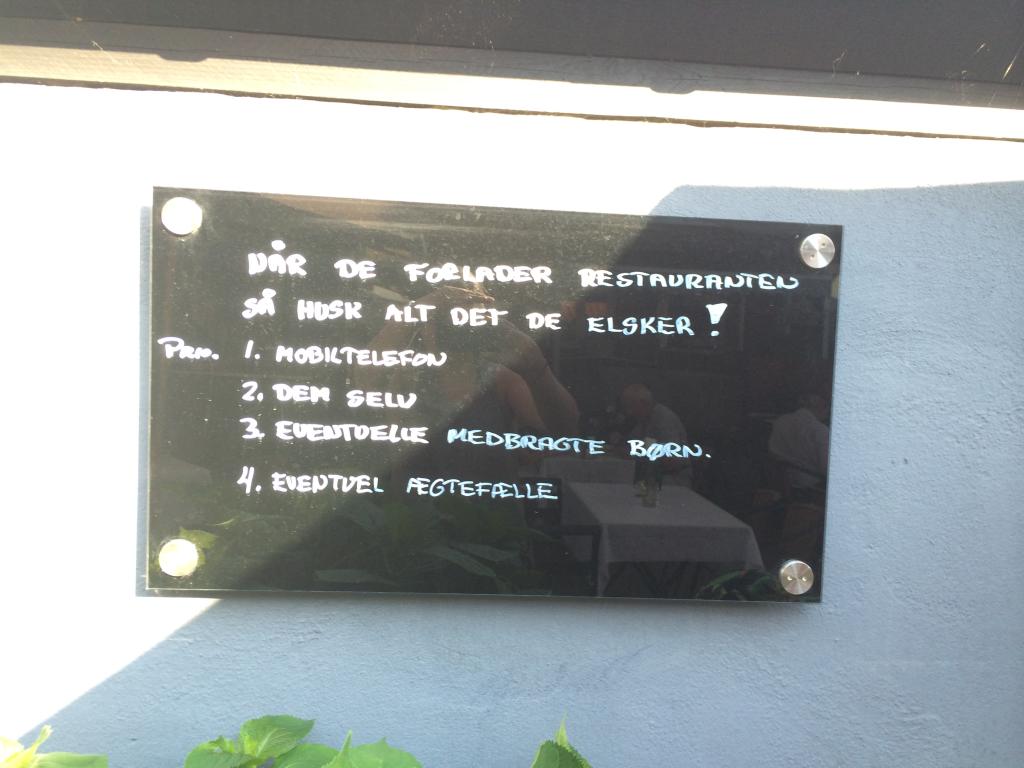 NÅR DE FORLADER RESTAURANTEN
SÅ HUSK ALT DET DE ELSKER!
PRM. 1. MOBILTELEFON
2. DEM SELV
3. EVENTUELLE MEDBRAGTE BØRN.
4. EVENTUEL ÆGTEFÆLLE